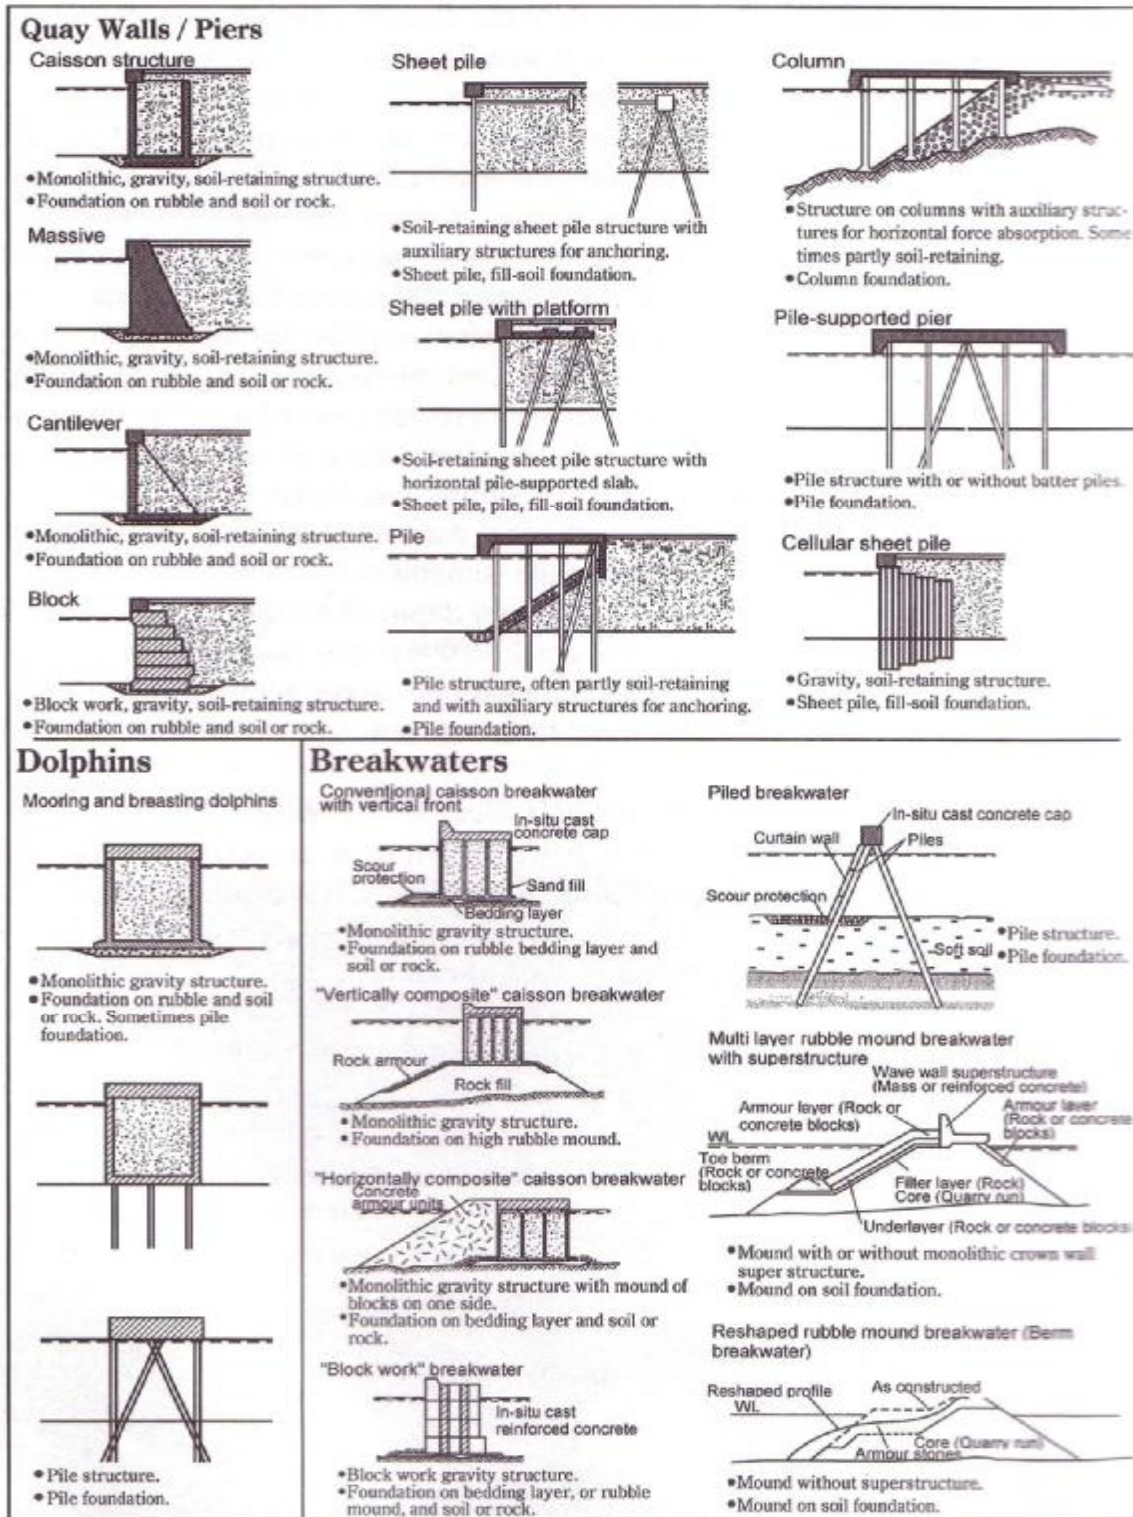 Quay Walls / Piers
Caisson structure
•Monolithic, gravity, soil-retaining structure.
•Foundation on rubble and soil or rock.
Massive
•Monolithic, gravity, soil-retaining structure.
•Foundation on rubble and soil or rock.
Cantilever
•Monolithic, gravity, soil-retaining structure.
•Foundation on rubble and soil or rock.
Block
•Block work, gravity, soil-retaining structure.
•Foundation on rubble and soil or rock.
Sheet pile
•Soil-retaining sheet pile structure with
auxiliary structures for anchoring.
•Sheet pile, fill-soil foundation.
Sheet pile with platform
•Soil-retaining sheet pile structure with
horizontal pile-supported slab.
•Sheet pile, pile, fill-soil foundation.
Pile
•Pile structure, often partly soil-retaining
and with auxiliary structures for anchoring.
•Pile foundation.
Column
•Structure on columns with auxiliary struc-
tures for horizontal force absorption. Some
times partly soil-retaining.
•Column foundation.
Pile-supported pier
•Pile structure with or without batter piles.
•Pile foundation.
Cellular sheet pile
•Gravity, soil-retaining structure.
•Sheet pile, fill-soil foundation.
Dolphins
Mooring and breasting dolphins
•Monolithic gravity structure.
•Foundation on rubble and soil
or rock. Sometimes pile
foundation.
•Pile structure.
•Pile foundation.
Breakwaters
Conventional caisson breakwater
with vertical front
In-situ cast
concrete cap
Scour
protection
Sand fill
Bedding layer
•Monolithic gravity structure.
•Foundation on rubble bedding layer and
soil or rock.
"Vertically composite" caisson breakwater
Rock armour
Rock fill
•Monolithic gravity structure.
•Foundation on high rubble mound.
"Horizontally composite" caisson breakwater
Concrete
armour units
•Monolithic gravity structure with mound of
blocks on one side.
•Foundation on bedding layer and soil or
rock.
"Block work" breakwater
In-situ cast
reinforced concrete
•Block work gravity structure.
•Foundation on bedding layer, or rubble
mound, and soil or rock.
Piled breakwater
In-situ cast concrete cap
Curtain wall
Piles
Scour protection
Soft soil
•Pile structure.
•Pile foundation.
Multi layer rubble mound breakwater
with superstructure
Wave wall superstructure
(Mass or reinforced concrete)
Armour layer (Rock or
concrete blocks)
Armour layer
(Rock or concrete
blocks)
WL
Toe berm
(Rock or concrete
blocks)
Filter layer (Rock)
Core (Quarry run)
Underlayer (Rock or concrete blocks)
•Mound with or without monolithic crown wall
super structure.
•Mound on soil foundation.
Reshaped rubble mound breakwater (Berm
breakwater)
Reshaped profile
As constructed
WL
Core (Quarry run)
Armour stones
•Mound without superstructure.
•Mound on soil foundation.